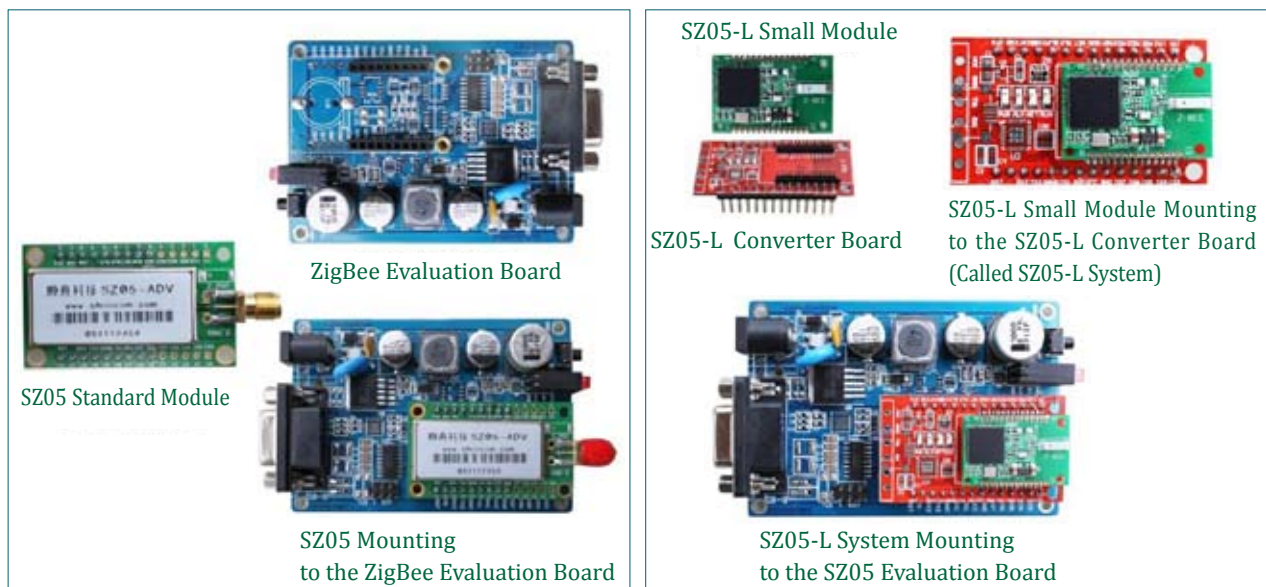 ZigBee Evaluation Board
SZ05-ADV
SZ05 Standard Module
SZ05-ADV
SZ05 Mounting
to the ZigBee Evaluation Board
SZ05-L Small Module
SZ05-L Converter Board
SZ05-L Small Module Mounting
to the SZ05-L Converter Board
(Called SZ05-L System)
SZ05-L System Mounting
to the SZ05 Evaluation Board